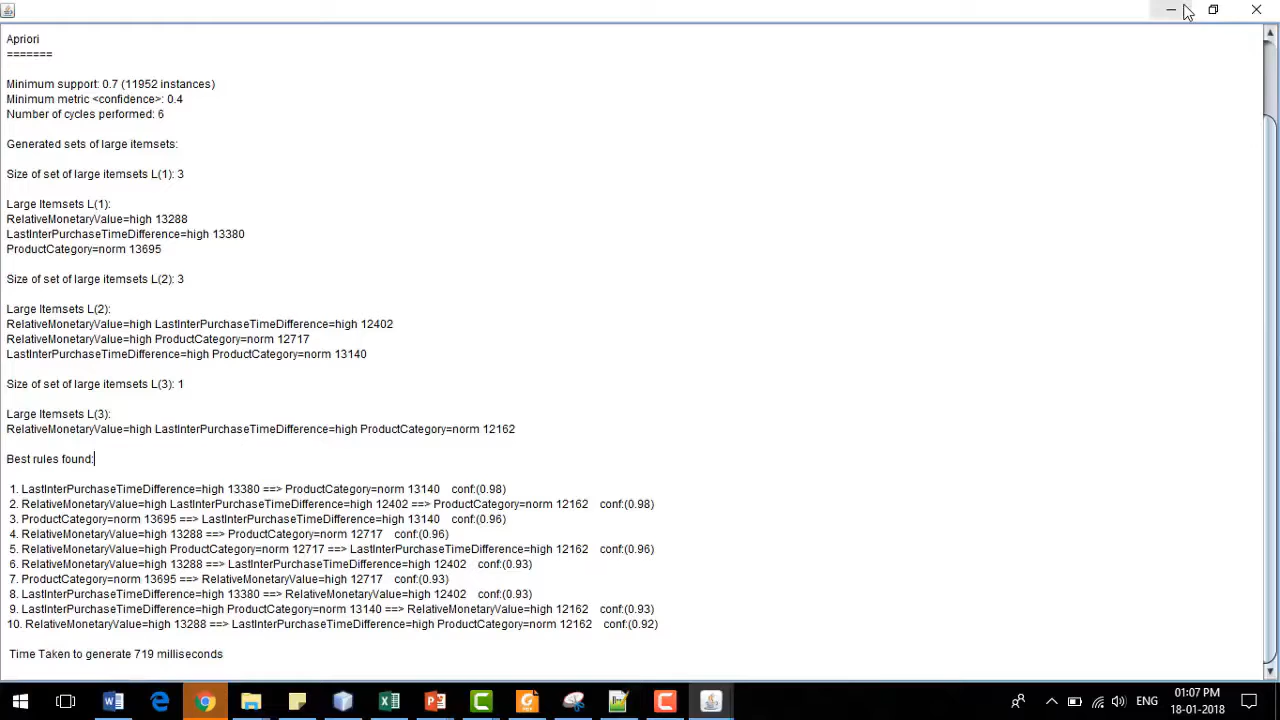 Apriori
=======
Minimum support: 0.7 (11952 instances)
Minimum metric <confidence>: 0.4
Number of cycles performed: 6
Generated sets of large itemsets:
Size of set of large itemsets L(1): 3
Large Itemsets L(1):
RelativeMonetaryValue=high 13288
LastInterPurchaseTimeDifference=high 13380
ProductCategory=norm 13695
Size of set of large itemsets L(2): 3
Large Itemsets L(2):
RelativeMonetaryValue=high LastInterPurchaseTimeDifference=high 12402
RelativeMonetaryValue=high ProductCategory=norm 12717
LastInterPurchaseTimeDifference=high ProductCategory=norm 13140
Size of set of large itemsets L(3): 1
Large Itemsets L(3):
RelativeMonetaryValue=high LastInterPurchaseTimeDifference=high ProductCategory=norm 12162
Best rules found:
1. LastInterPurchaseTimeDifference=high 13380 ==> ProductCategory=norm 13140 conf:(0.98)
2. RelativeMonetaryValue=high LastInterPurchaseTimeDifference=high 12402 ==> ProductCategory=norm 12162 conf:(0.98)
3. ProductCategory=norm 13695 ==> LastInterPurchaseTimeDifference=high 13140 conf:(0.96)
4. RelativeMonetaryValue=high 13288 ==> ProductCategory=norm 12717 conf:(0.96)
5. RelativeMonetaryValue=high ProductCategory=norm 12717 ==> LastInterPurchaseTimeDifference=high 12162 conf:(0.96)
6. RelativeMonetaryValue=high 13288 ==> LastInterPurchaseTimeDifference=high 12402 conf:(0.93)
7. ProductCategory=norm 13695 ==> RelativeMonetaryValue=high 12717 conf:(0.93)
8. LastInterPurchaseTimeDifference=high 13380 ==> RelativeMonetaryValue=high 12402 conf:(0.93)
9. LastInterPurchaseTimeDifference=high ProductCategory=norm 13140 ==> RelativeMonetaryValue=high 12162 conf:(0.93)
10. RelativeMonetaryValue=high 13288 ==> LastInterPurchaseTimeDifference=high ProductCategory=norm 12162 conf:(0.92)
Time Taken to generate 719 milliseconds
ENG
01:07 PM
18-01-2018